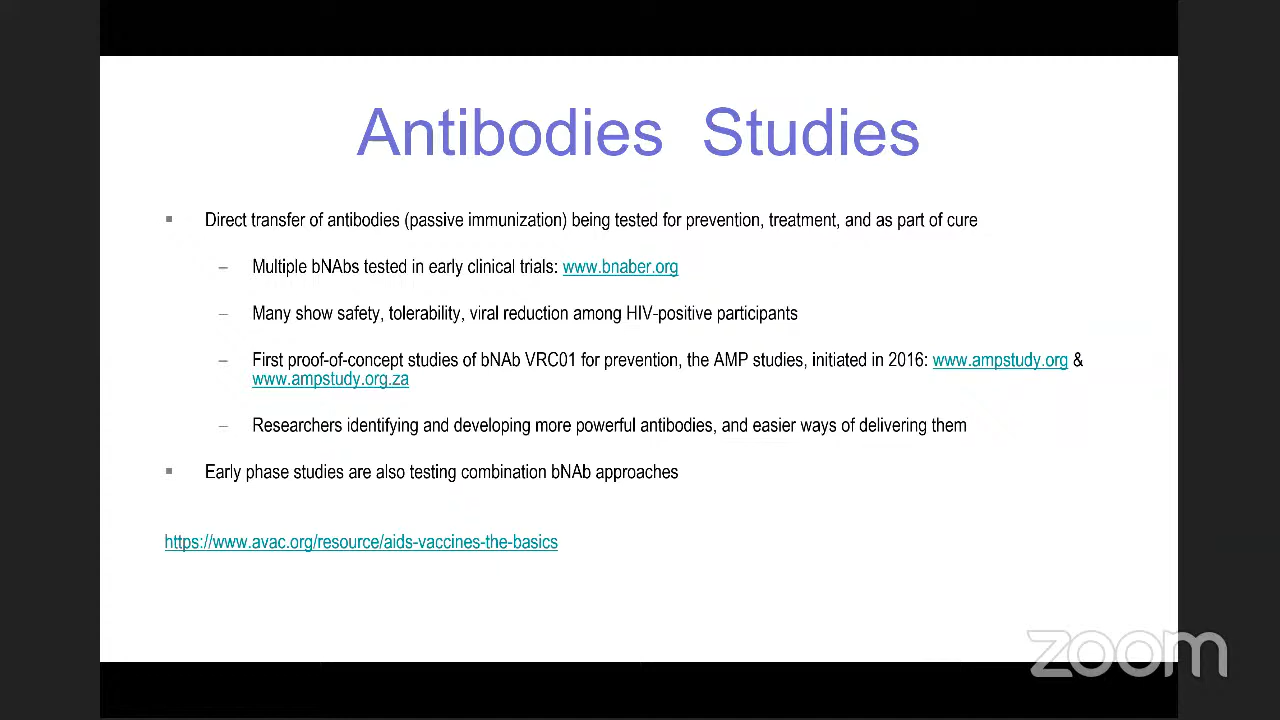 Antibodies Studies
▪ Direct transfer of antibodies (passive immunization) being tested for prevention, treatment, and as part of cure
– Multiple bNAbs tested in early clinical trials: www.bnaber.org
– Many show safety, tolerability, viral reduction among HIV-positive participants
– First proof-of-concept studies of bNAb VRC01 for prevention, the AMP studies, initiated in 2016: www.ampstudy.org &
www.ampstudy.org.za
– Researchers identifying and developing more powerful antibodies, and easier ways of delivering them
▪ Early phase studies are also testing combination bNAb approaches
https://www.avac.org/resource/aids-vaccines-the-basics
zoom